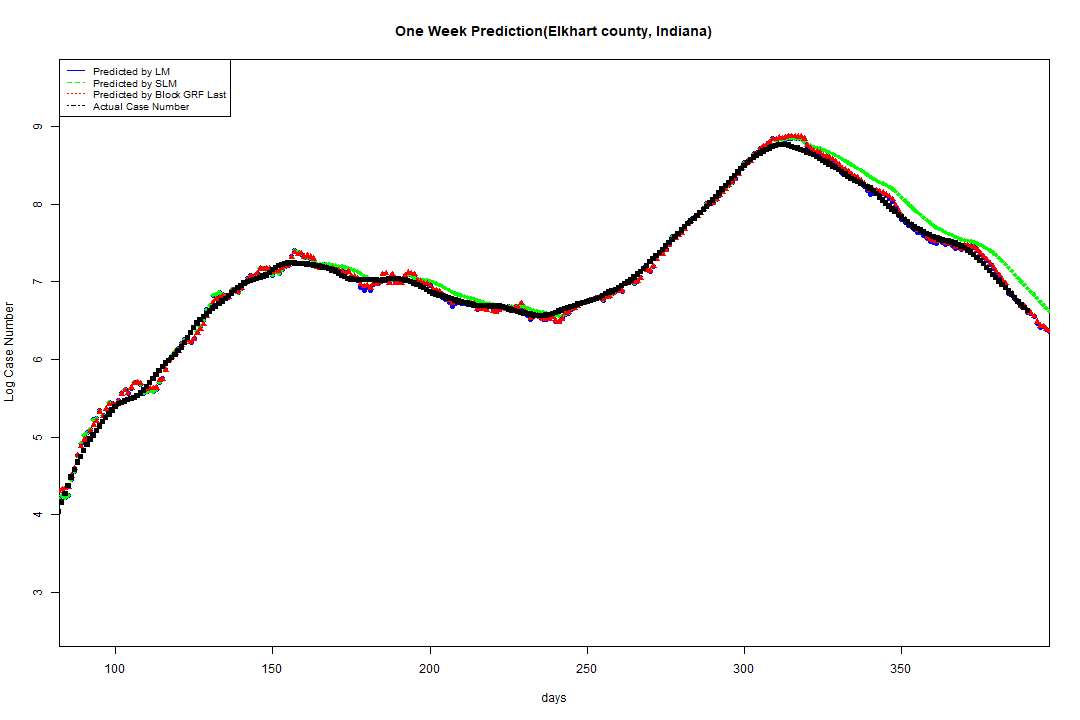 One Week Prediction(Elkhart county, Indiana)
Predicted by LM
Predicted by SLM
Predicted by Block GRF Last
Actual Case Number
9
8
7
6
5
4
3
Log Case Number
100 150 200 250 300 350
days